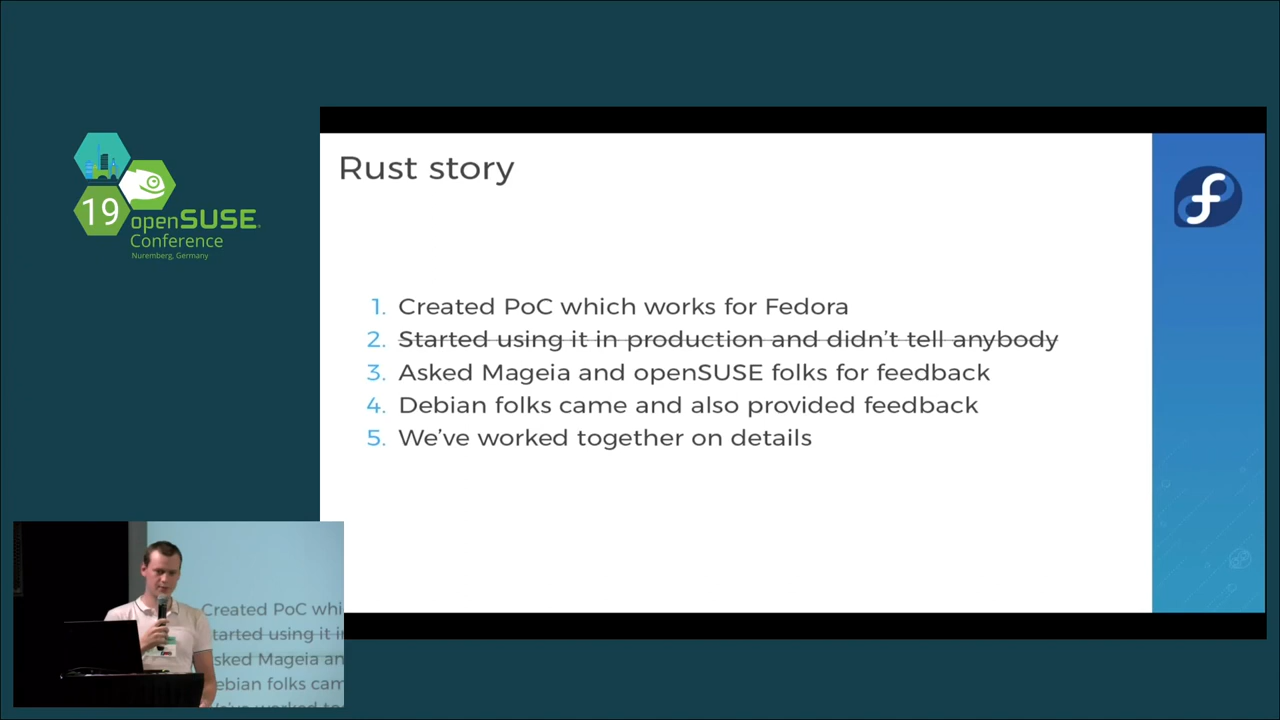 19
openSUSE
Conference
Nuremberg, Germany
Rust story
1. Created PoC which works for Fedora
2. Started using it in production and didn't tell anybody
3. Asked Mageia and openSUSE folks for feedback
4. Debian folks came and also provided feedback
5. We've worked together on details
Created PoC whi
tarted using it i
sked Mageia an
ebian folks cam